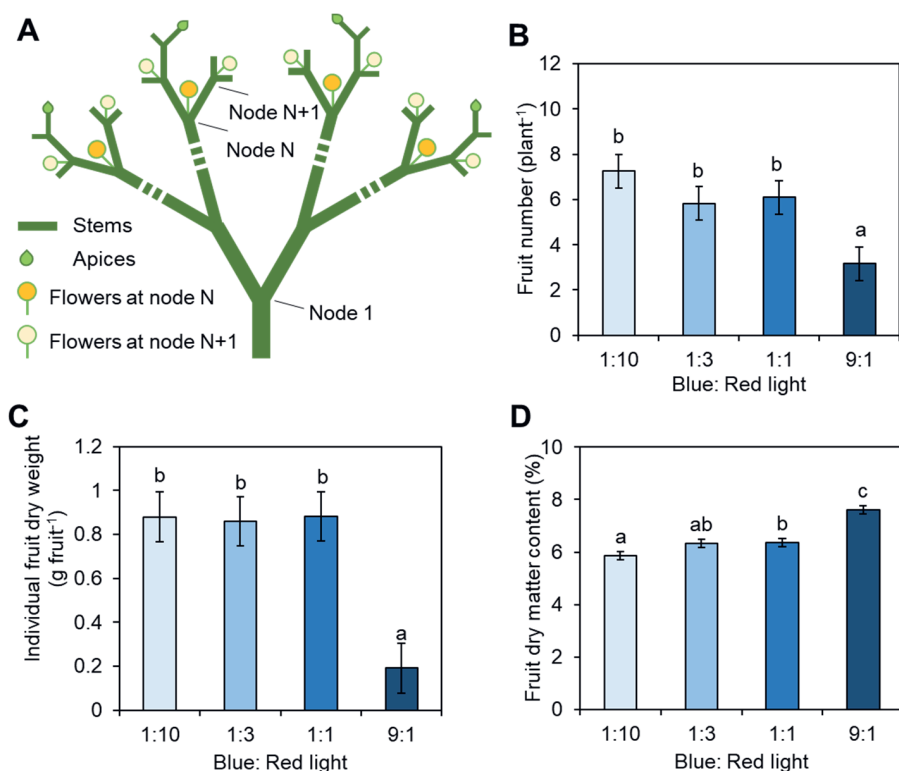 A
Node N+1
Node N
Node 1
Stems
Apices
Flowers at node N
Flowers at node N+1
B
Fruit number (plant⁻¹)
12
10
8
6
4
2
0
b
b
b
a
1:10 1:3 1:1 9:1
Blue: Red light
C
Individual fruit dry weight
(g fruit⁻¹)
1.2
1
0.8
0.6
0.4
0.2
0
b
b
b
a
1:10 1:3 1:1 9:1
Blue: Red light
D
Fruit dry matter content (%)
10
8
6
4
2
0
a
ab
b
c
1:10 1:3 1:1 9:1
Blue: Red light